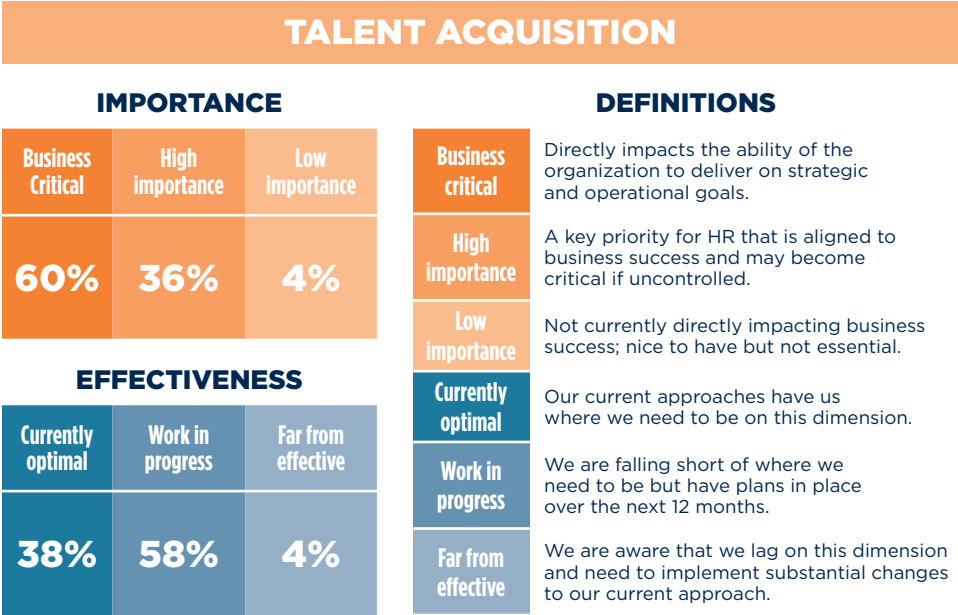 TALENT ACQUISITION
IMPORTANCE
Business
Critical
High
importance
Low
importance
60%
36%
4%
EFFECTIVENESS
Currently
optimal
Work in
progress
Far from
effective
38%
58%
4%
DEFINITIONS
Business
critical
Directly impacts the ability of the
organization to deliver on strategic
and operational goals.
High
importance
A key priority for HR that is aligned to
business success and may become
critical if uncontrolled.
Low
importance
Not currently directly impacting business
success; nice to have but not essential.
Currently
optimal
Our current approaches have us
where we need to be on this dimension.
Work in
progress
We are falling short of where we
need to be but have plans in place
over the next 12 months.
Far from
effective
We are aware that we lag on this dimension
and need to implement substantial changes
to our current approach.